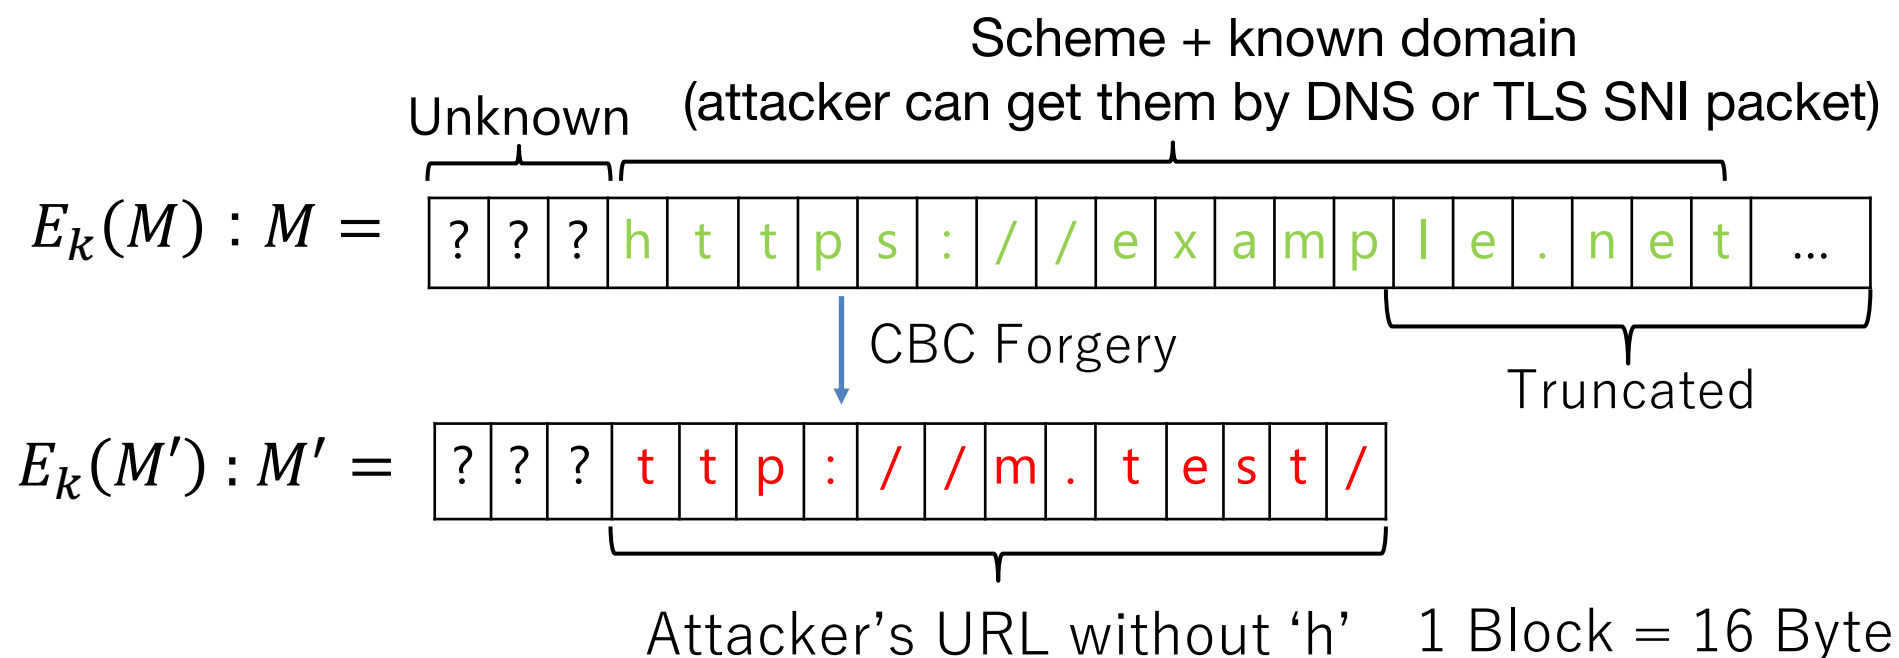 Scheme + known domain
(attacker can get them by DNS or TLS SNI packet)
Unknown
E_k(M) : M = ? ? ? h t t p s : / / e x a m p l e . n e t ...
CBC Forgery
Truncated
E_k(M′) : M′ = ? ? ? t t p : / / m . t e s t /
Attacker’s URL without ‘h’ 1 Block = 16 Byte